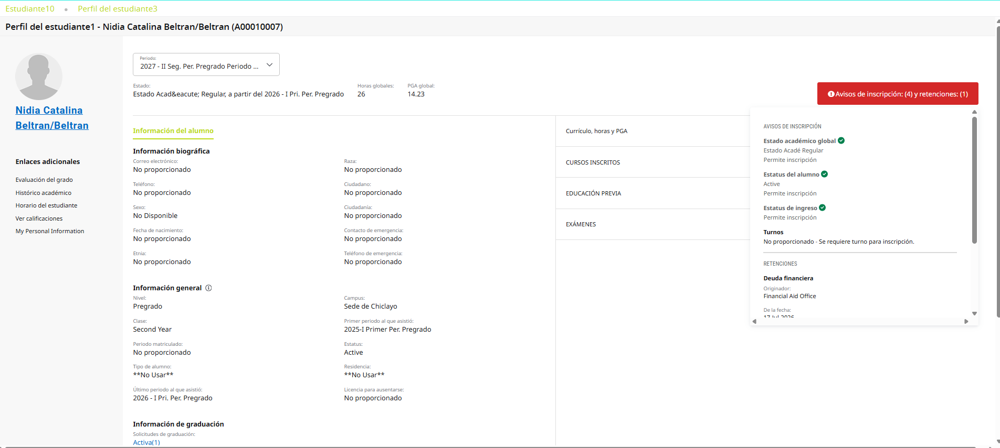 Estudiante10 • Perfil del estudiante3
Perfil del estudiante1 - Nidia Catalina Beltran/Beltran (A00010007)
Nidia Catalina
Beltran/Beltran
Enlaces adicionales
Evaluación del grado
Histórico académico
Horario del estudiante
Ver calificaciones
My Personal Information
Periodo:
2027 - II Seg. Per. Pregrado Periodo ...
Estado:
Estado Acad&eacute; Regular, a partir del 2026 - I Pri. Per. Pregrado
Horas globales:
26
PGA global:
14.23
Avisos de inscripción: (4) y retenciones: (1)
Información del alumno
Información biográfica
Correo electrónico:
No proporcionado
Raza:
No proporcionado
Teléfono:
No proporcionado
Ciudadano:
No proporcionado
Sexo:
No Disponible
Ciudadanía:
No proporcionado
Fecha de nacimiento:
No proporcionado
Contacto de emergencia:
No proporcionado
Etnia:
No proporcionado
Teléfono de emergencia:
No proporcionado
Información general
Nivel:
Pregrado
Campus:
Sede de Chiclayo
Clase:
Second Year
Primer periodo al que asistió:
2025-I Primer Per. Pregrado
Periodo matriculado:
No proporcionado
Estatus:
Active
Tipo de alumno:
**No Usar**
Residencia:
**No Usar**
Último periodo al que asistió:
2026 - I Pri. Per. Pregrado
Licencia para ausentarse:
No proporcionado
Información de graduación
Solicitudes de graduación:
Activa(1)
Currículo, horas y PGA
CURSOS INSCRITOS
EDUCACIÓN PREVIA
EXÁMENES
AVISOS DE INSCRIPCIÓN
Estado académico global
Estado Acadé Regular
Permite inscripción
Estatus del alumno
Active
Permite inscripción
Estatus de ingreso
Permite inscripción
Turnos
No proporcionado - Se requiere turno para inscripción.
RETENCIONES
Deuda financiera
Originador:
Financial Aid Office
De la fecha:
17 Jul 2026